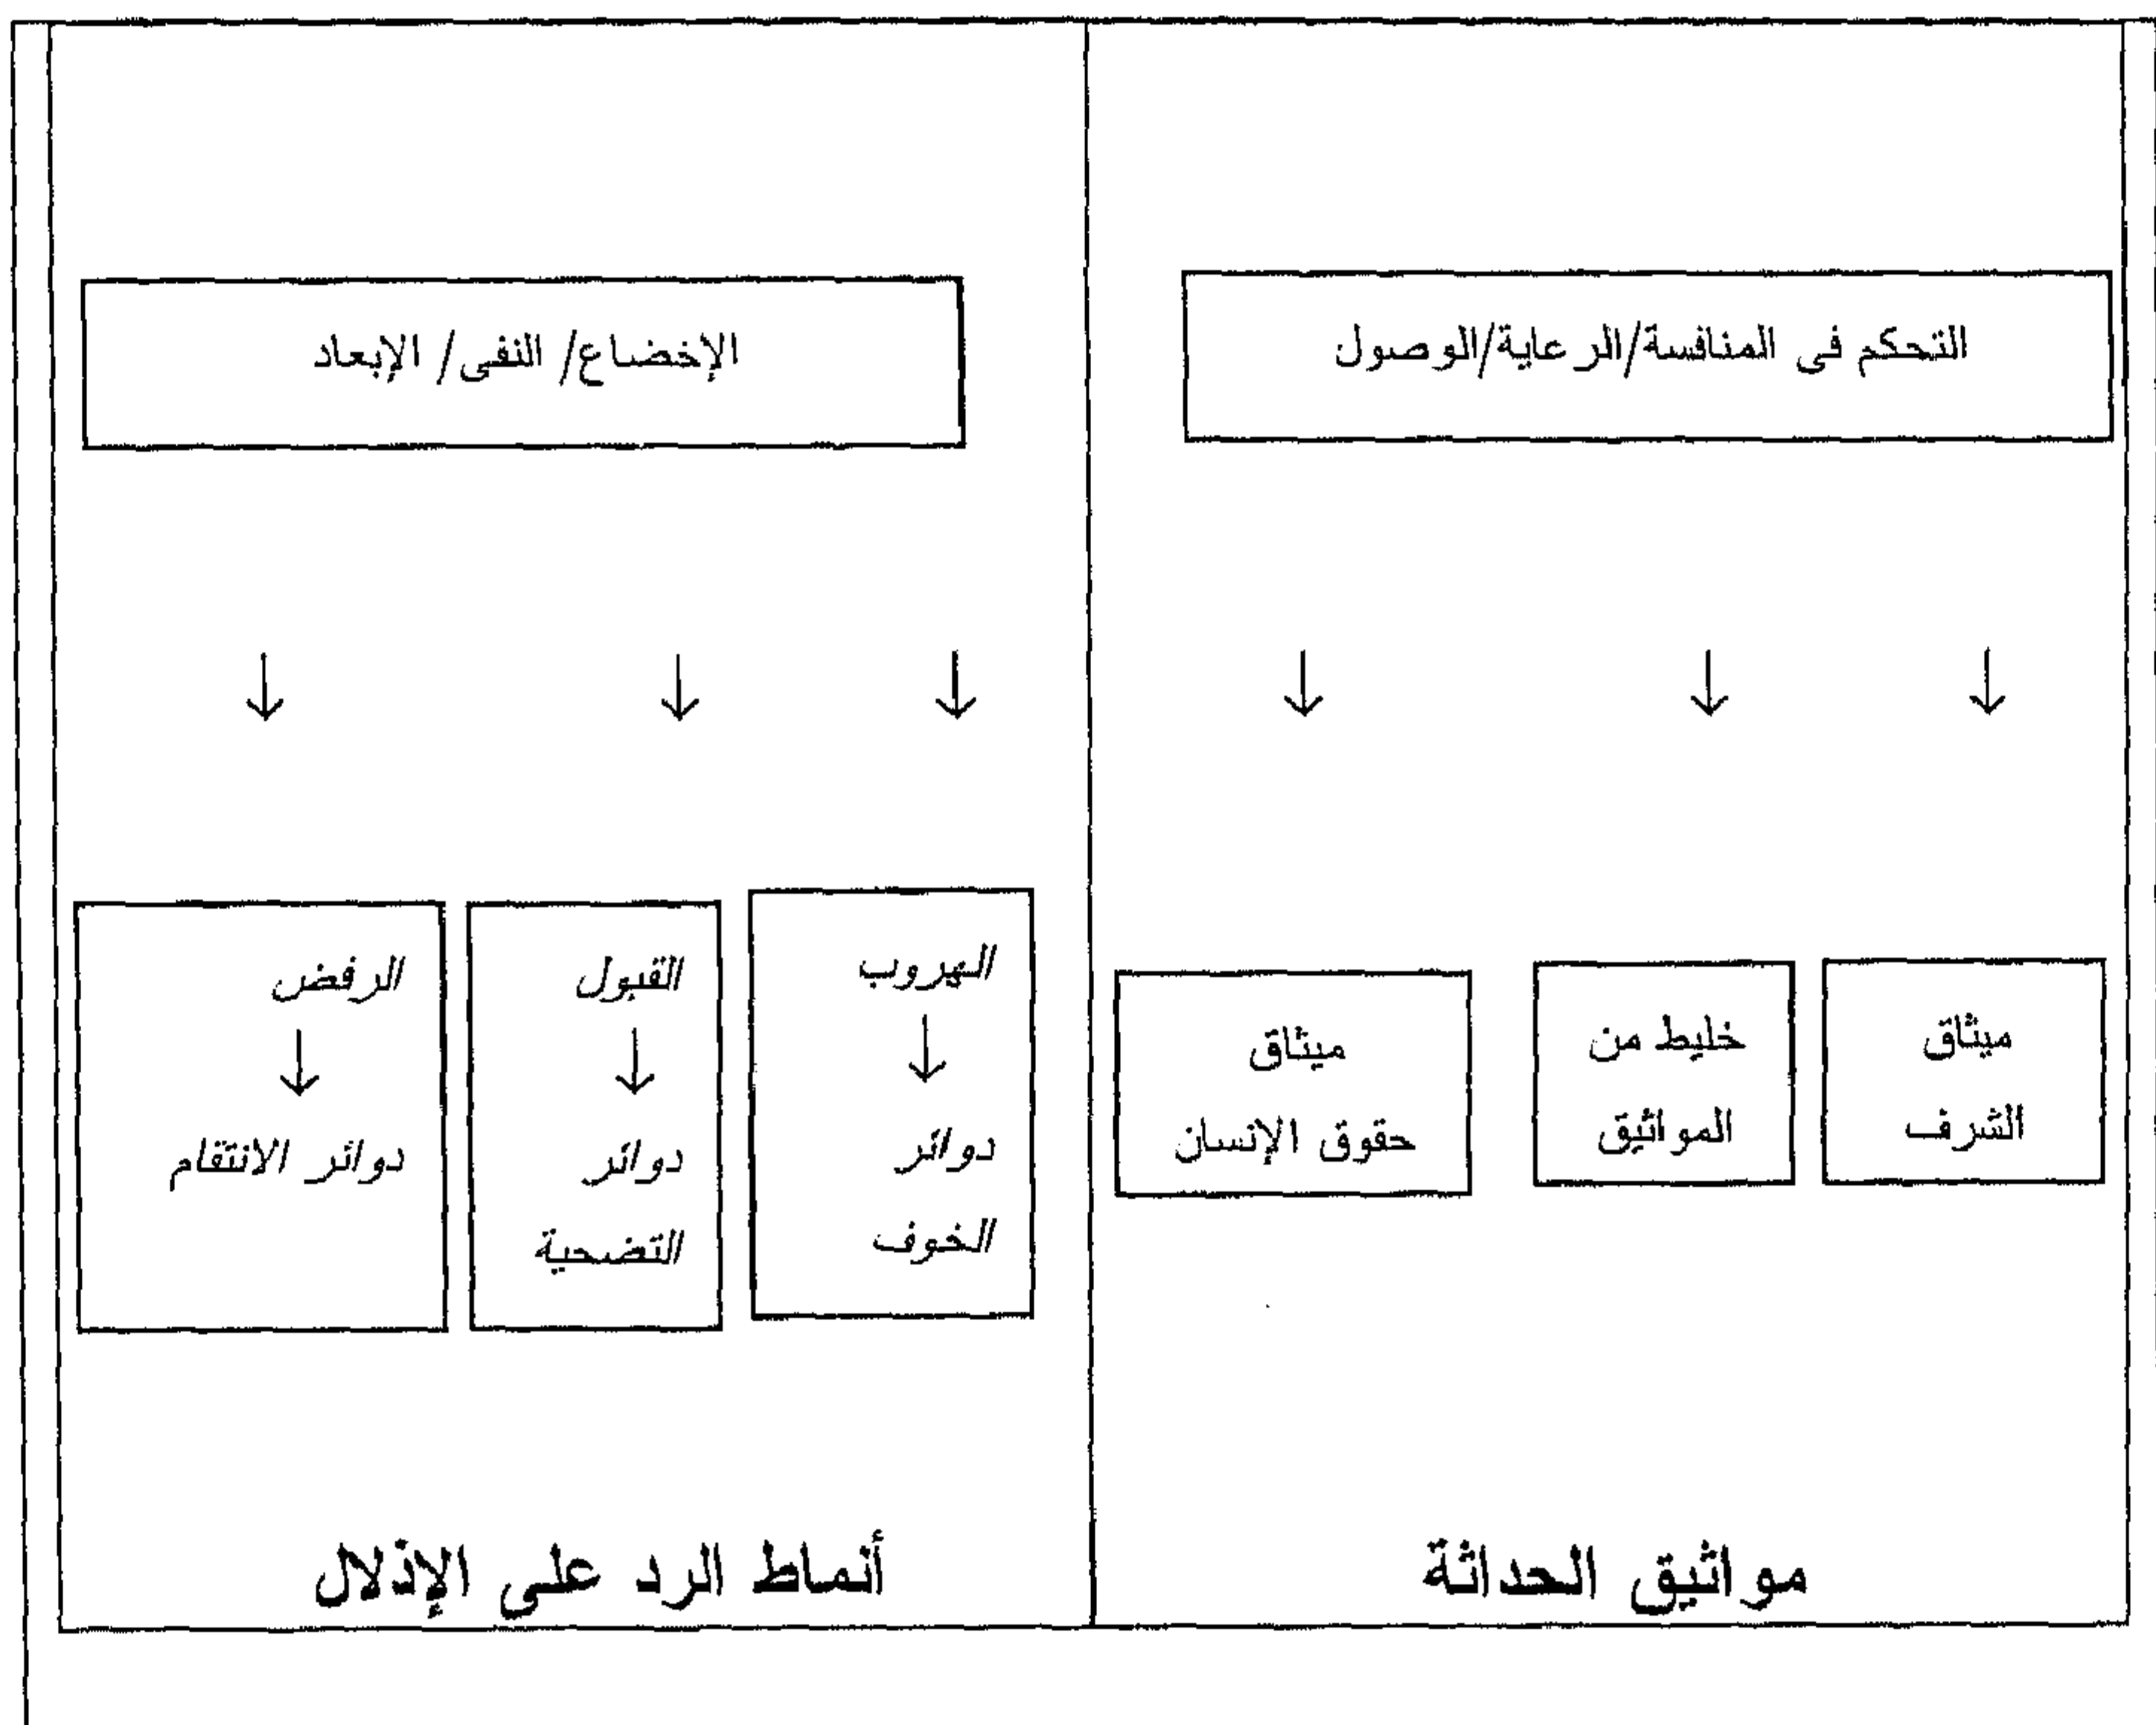 التحكم فى المنافسة/الرعاية/الوصول
ميثاق
الشرف
خليط من
المواثيق
ميثاق
حقوق الإنسان
مواثيق الحداثة
الإخضاع/ النفى/ الإبعاد
الهروب
↓
دوائر
الخوف
القبول
↓
دوائر
التضحية
الرفض
↓
دوائر الانتقام
أنماط الرد على الإذلال